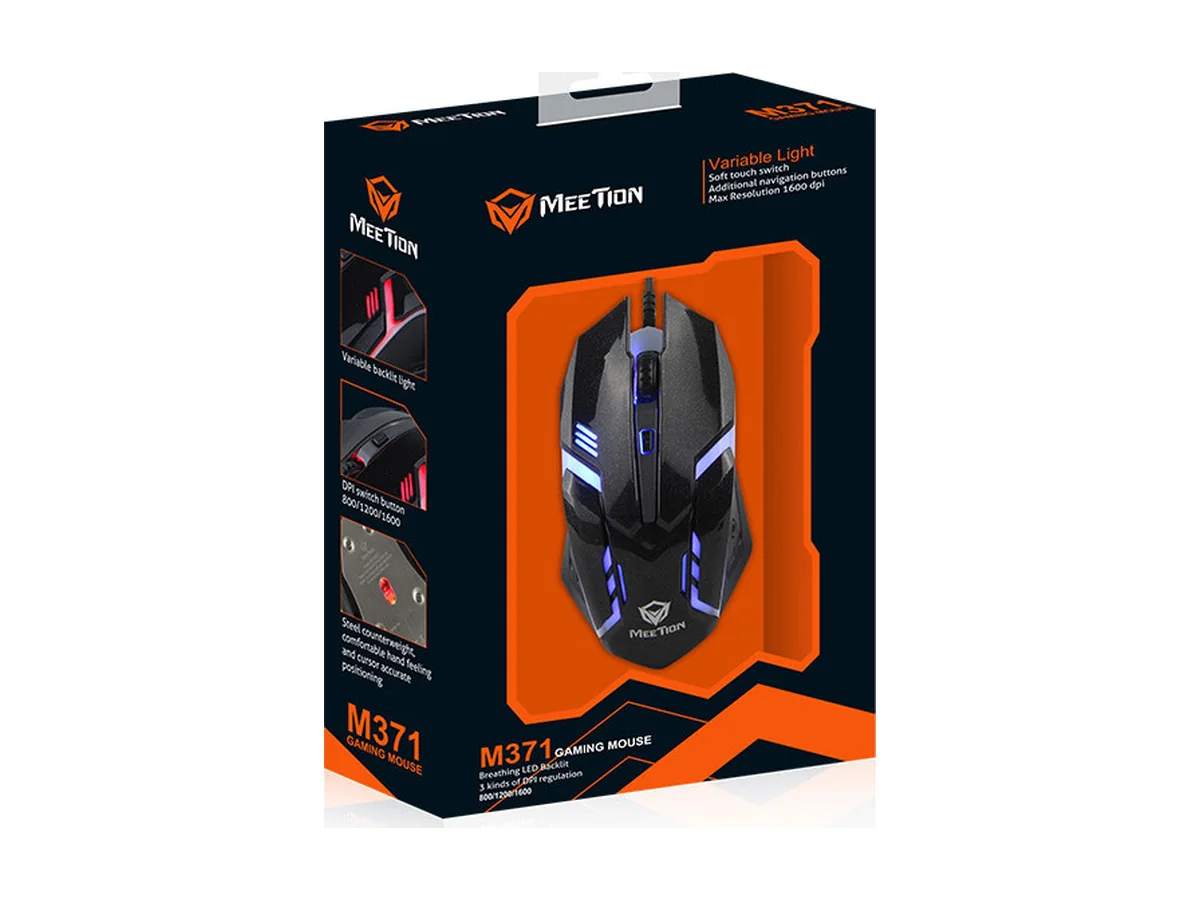 MEETION
M371
GAMING MOUSE
MEETION
Variable backlit light
DPI switch button
800/1200/1600
Steel counterweight,
comfortable hand feeling
and cursor accurate
positioning
M371
GAMING MOUSE
MEETION
Variable Light
Soft touch switch
Additional navigation buttons
Max Resolution 1600 dpi
MEETION
M371 GAMING MOUSE
Breathing LED Backlit
3 kinds of DPI regulation
800/1200/1600